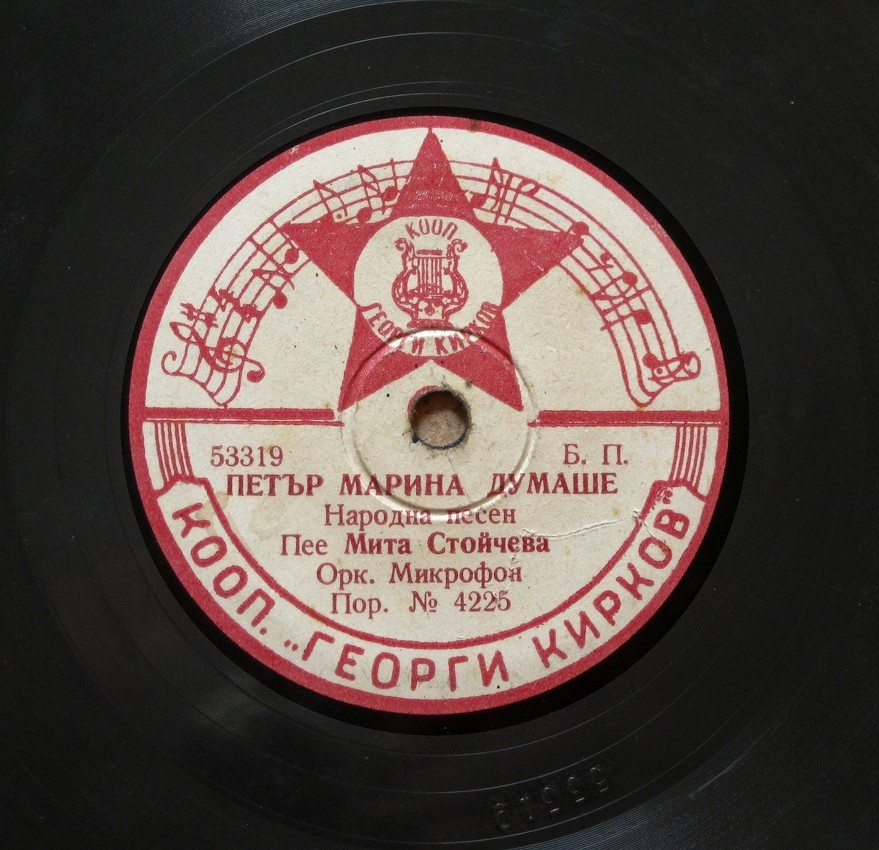 КООП.
ГЕОРГИ КИРКОВ
53319 Б. П.
ПЕТЪР МАРИНА ДУМАШЕ
Народна песен
Пее Мита Стойчева
Орк. Микрофон
Пор. № 4225
КООП. „ГЕОРГИ КИРКОВ"